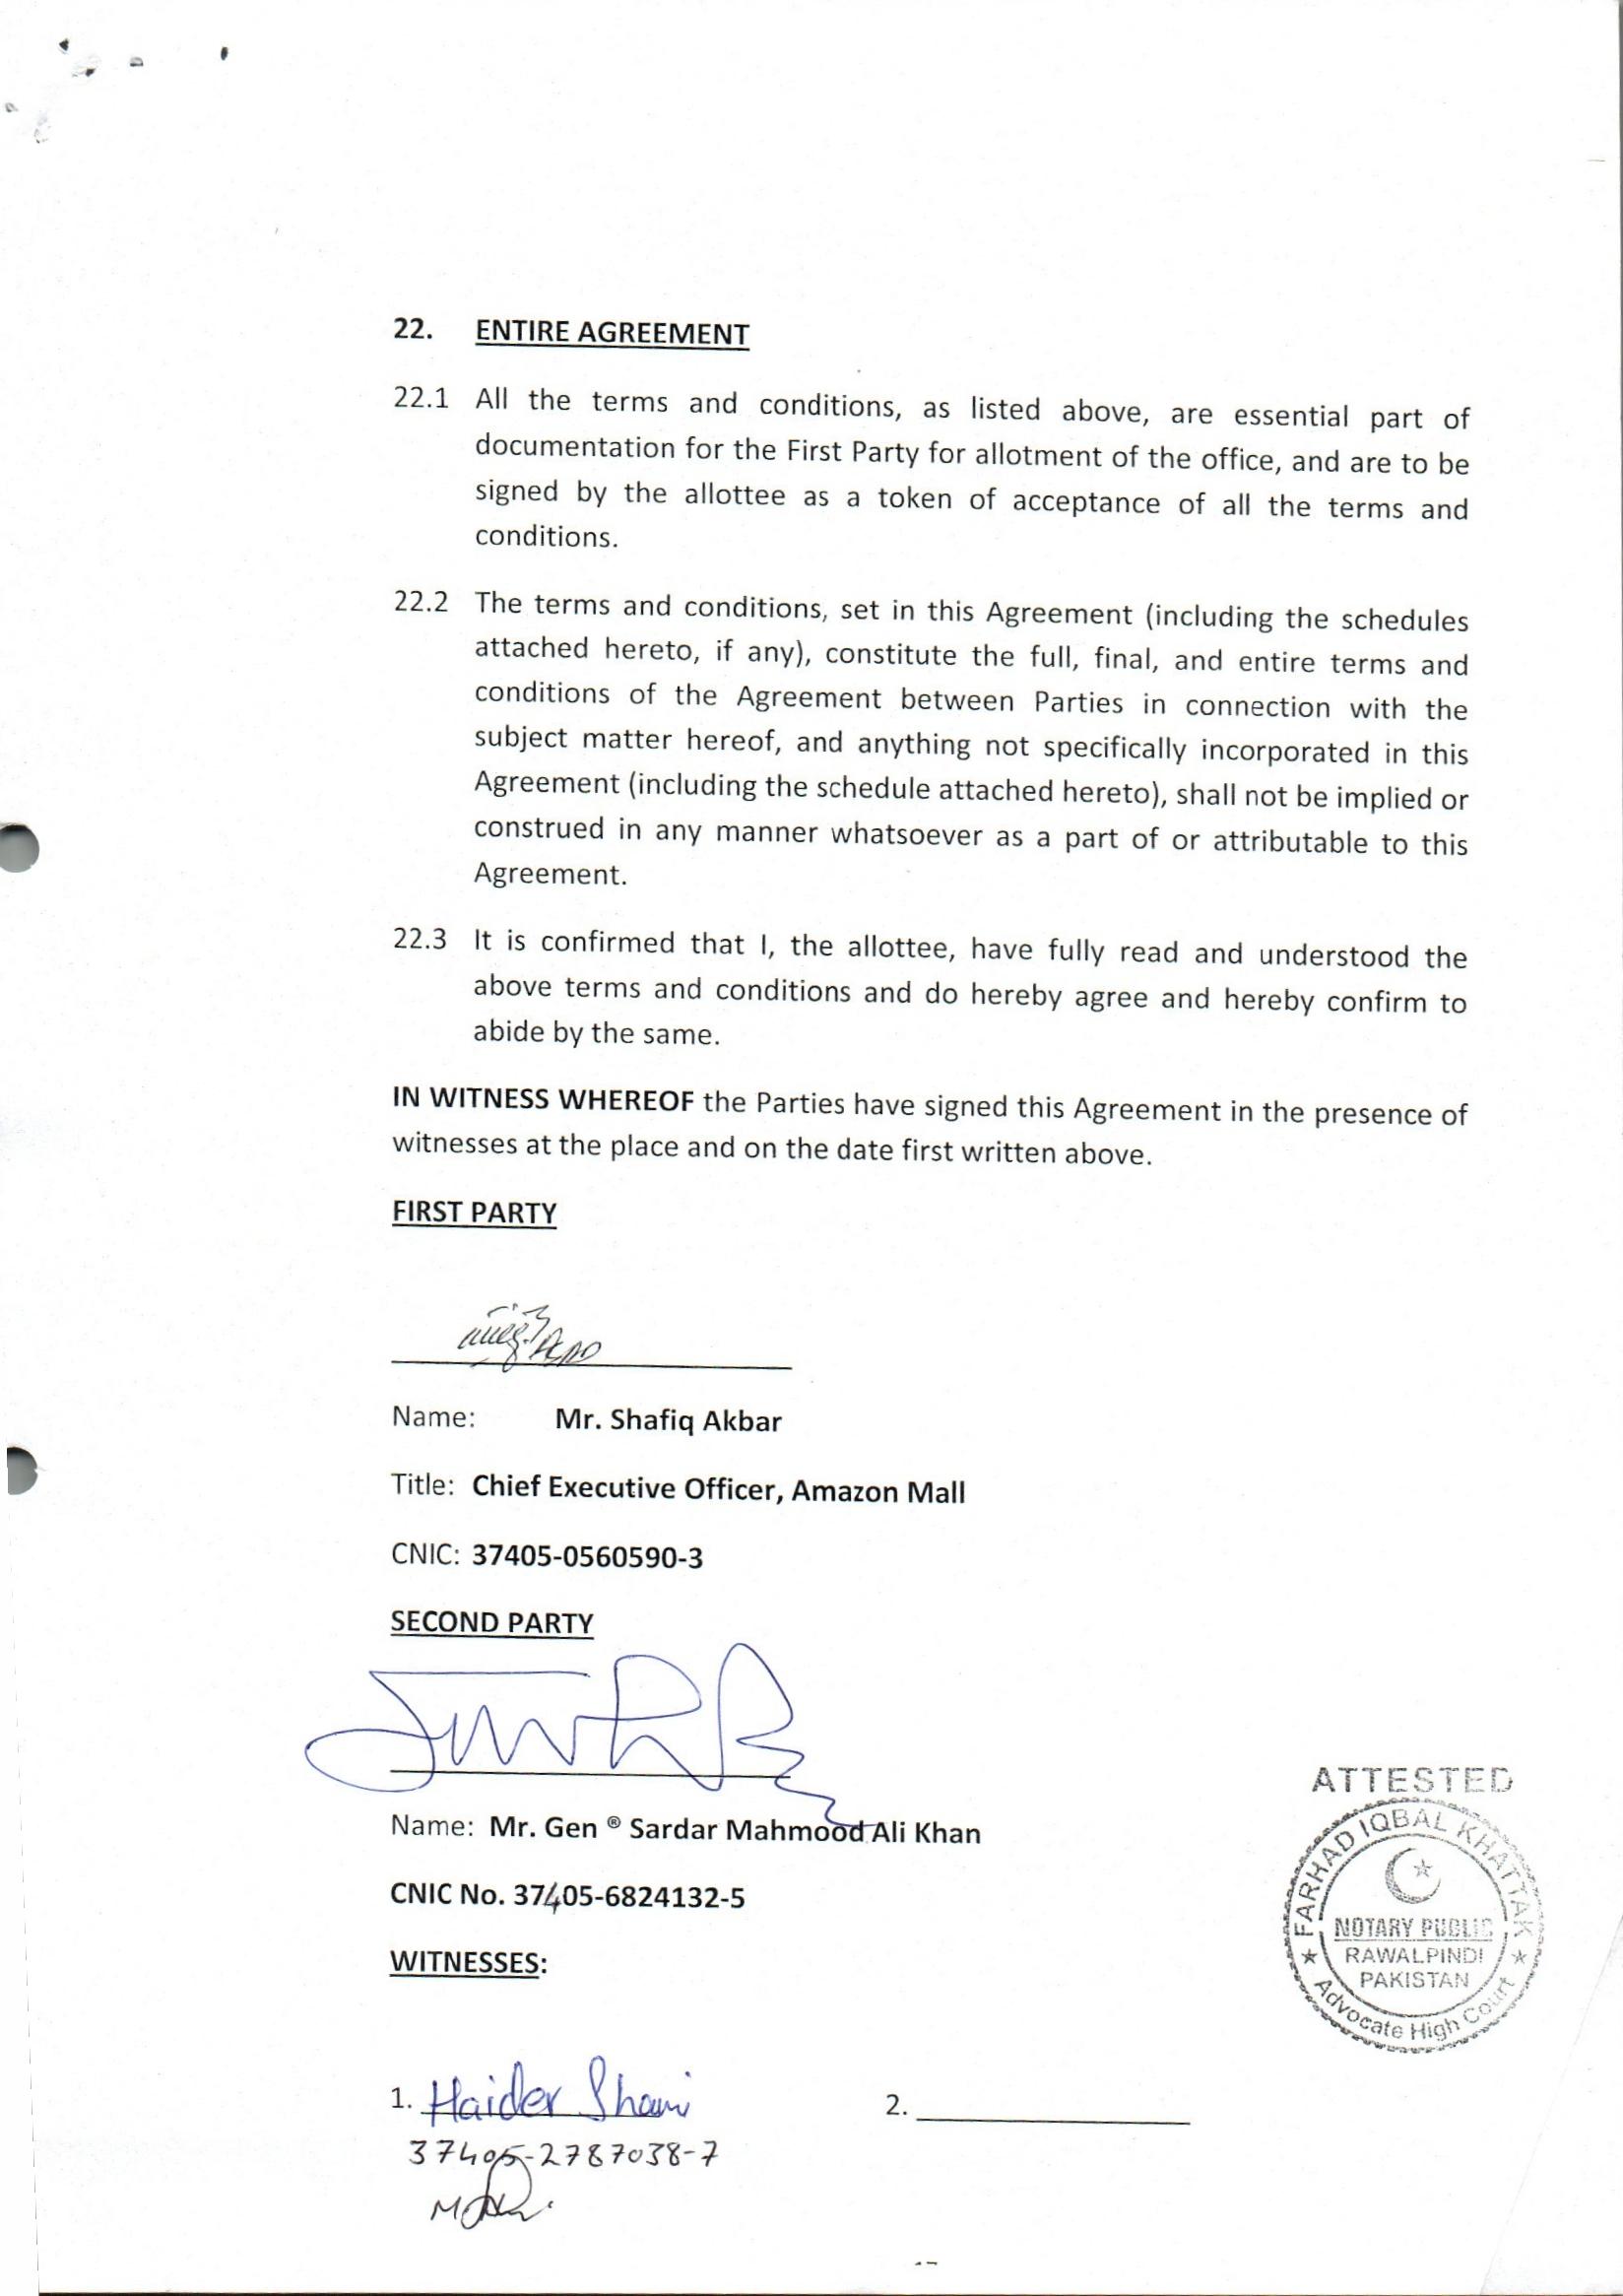 22. ENTIRE AGREEMENT
22.1 All the terms and conditions, as listed above, are essential part of
documentation for the First Party for allotment of the office, and are to be
signed by the allottee as a token of acceptance of all the terms and
conditions.
22.2 The terms and conditions, set in this Agreement (including the schedules
attached hereto, if any), constitute the full, final, and entire terms and
conditions of the Agreement between Parties in connection with the
subject matter hereof, and anything not specifically incorporated in this
Agreement (including the schedule attached hereto), shall not be implied or
construed in any manner whatsoever as a part of or attributable to this
Agreement.
22.3 It is confirmed that I, the allottee, have fully read and understood the
above terms and conditions and do hereby agree and hereby confirm to
abide by the same.
IN WITNESS WHEREOF the Parties have signed this Agreement in the presence of
witnesses at the place and on the date first written above.
FIRST PARTY
Name: Mr. Shafiq Akbar
Title: Chief Executive Officer, Amazon Mall
CNIC: 37405-0560590-3
SECOND PARTY
Name: Mr. Gen ® Sardar Mahmood Ali Khan
CNIC No. 37405-6824132-5
WITNESSES:
ATTESTED
FARHAD IQBAL KHATTAK
NOTARY PUBLIC
RAWALPINDI
PAKISTAN
Advocate High Court
1. Haider 2.
37405-2787038-7